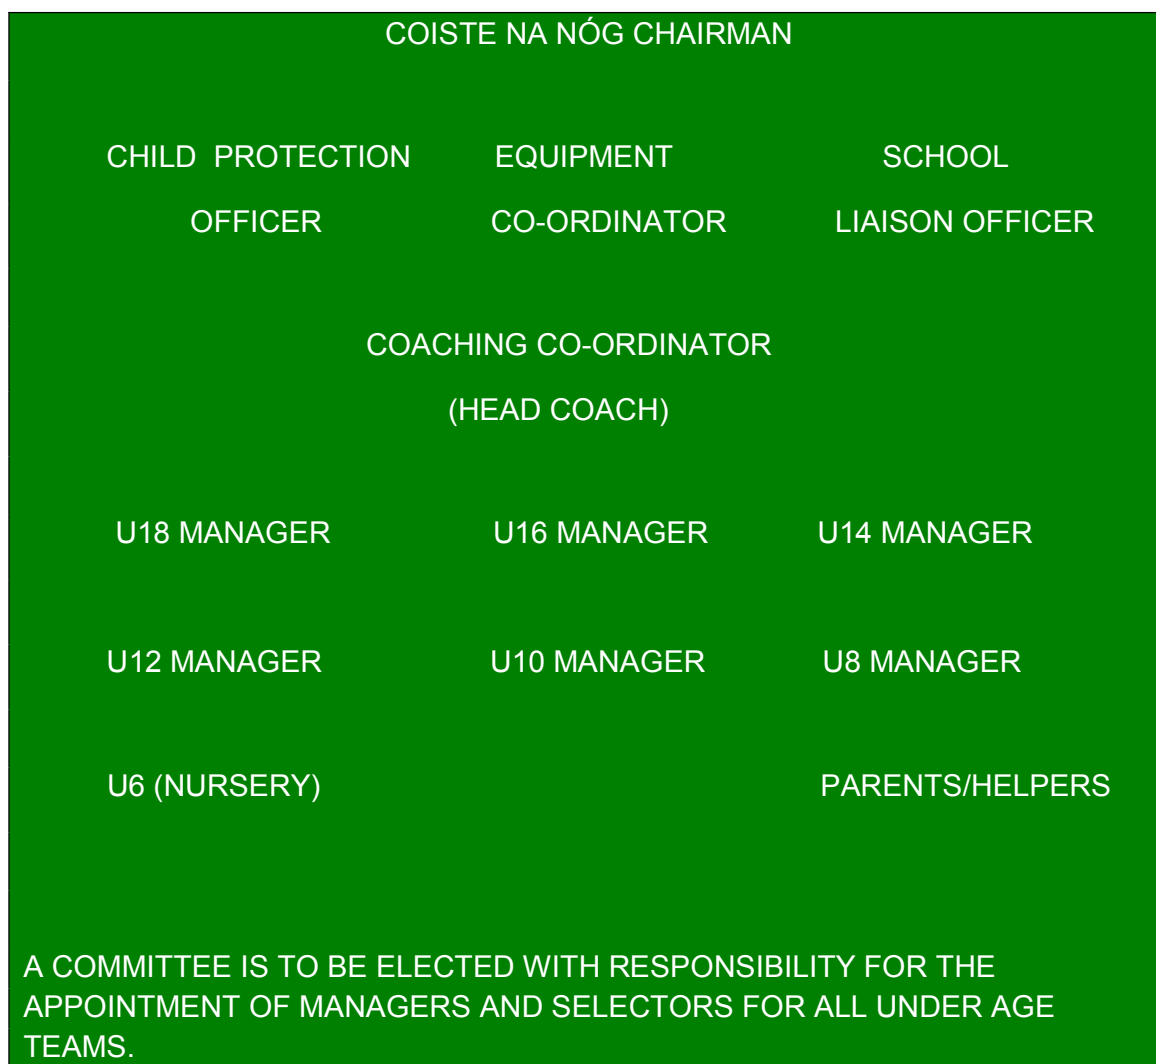 COISTE NA NÓG CHAIRMAN
CHILD PROTECTION EQUIPMENT SCHOOL
OFFICER CO-ORDINATOR LIAISON OFFICER
COACHING CO-ORDINATOR
(HEAD COACH)
U18 MANAGER U16 MANAGER U14 MANAGER
U12 MANAGER U10 MANAGER U8 MANAGER
U6 (NURSERY) PARENTS/HELPERS
A COMMITTEE IS TO BE ELECTED WITH RESPONSIBILITY FOR THE
APPOINTMENT OF MANAGERS AND SELECTORS FOR ALL UNDER AGE
TEAMS.